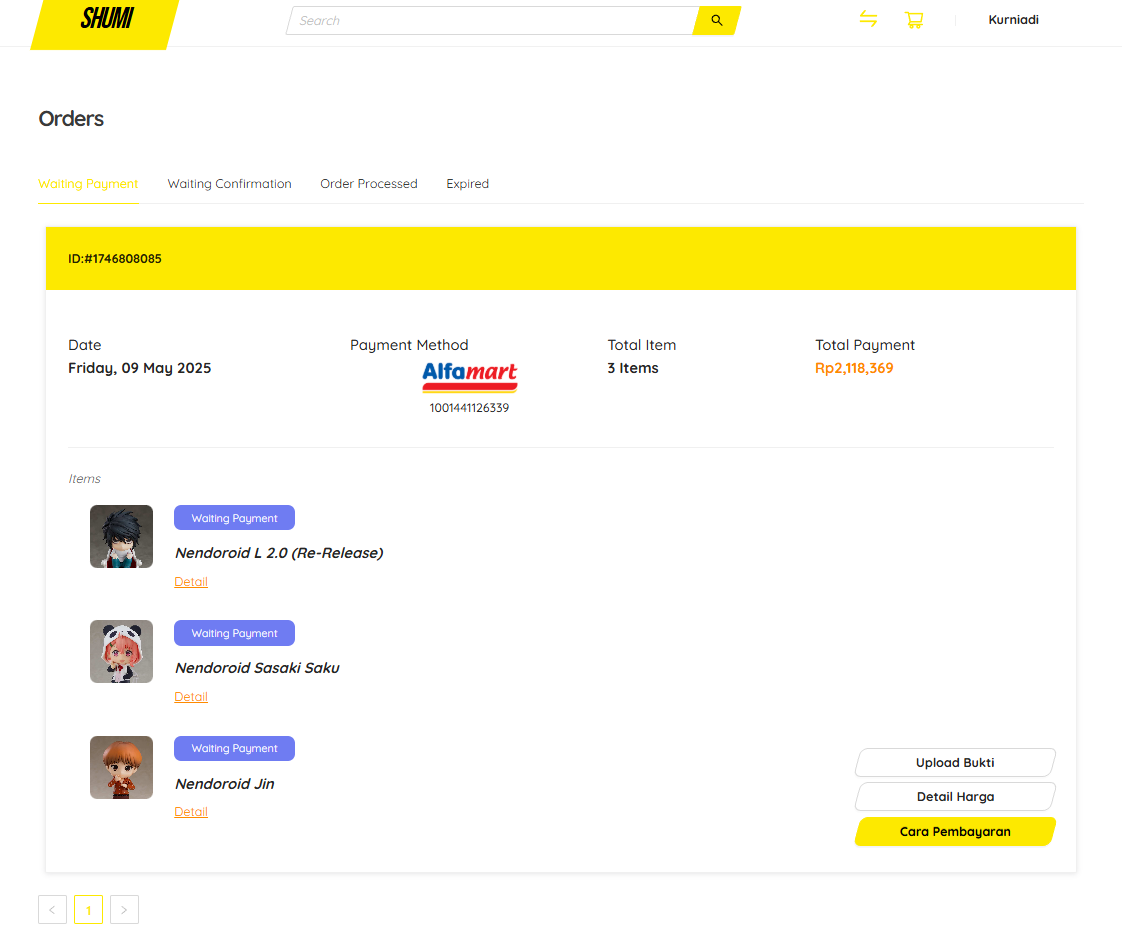 SHUMI
Search
Kurniadi
Orders
Waiting Payment
Waiting Confirmation
Order Processed
Expired
ID:#1746808085
Date
Friday, 09 May 2025
Payment Method
Alfamart
1001441126339
Total Item
3 Items
Total Payment
Rp2,118,369
Items
Waiting Payment
Nendoroid L 2.0 (Re-Release)
Detail
Waiting Payment
Nendoroid Sasaki Saku
Detail
Waiting Payment
Nendoroid Jin
Detail
Upload Bukti
Detail Harga
Cara Pembayaran
< 1 >